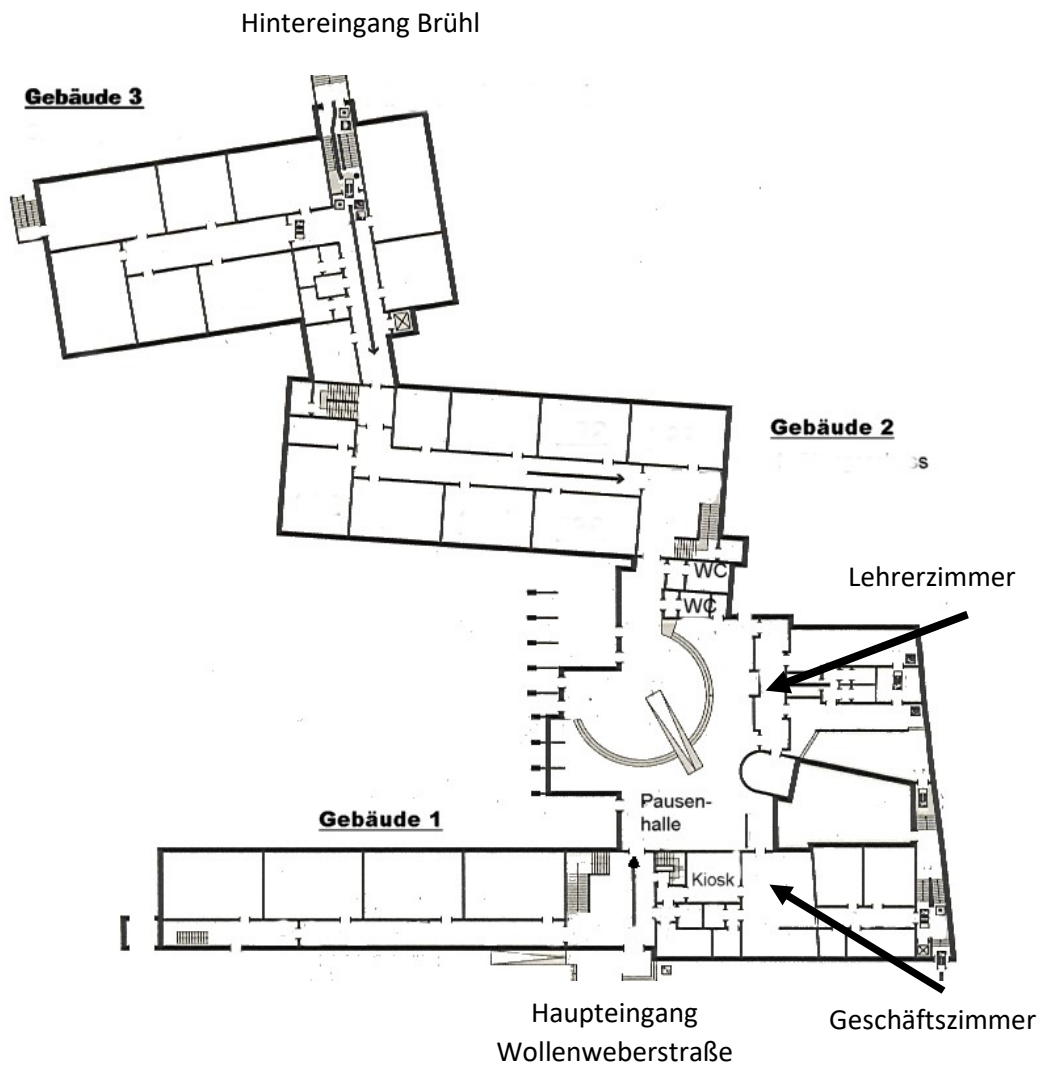 Hintereingang Brühl
Gebäude 3
Gebäude 2
s
Lehrerzimmer
WC
WC
Pausen-
halle
Gebäude 1
Kiosk
Haupteingang
Wollenweberstraße
Geschäftszimmer